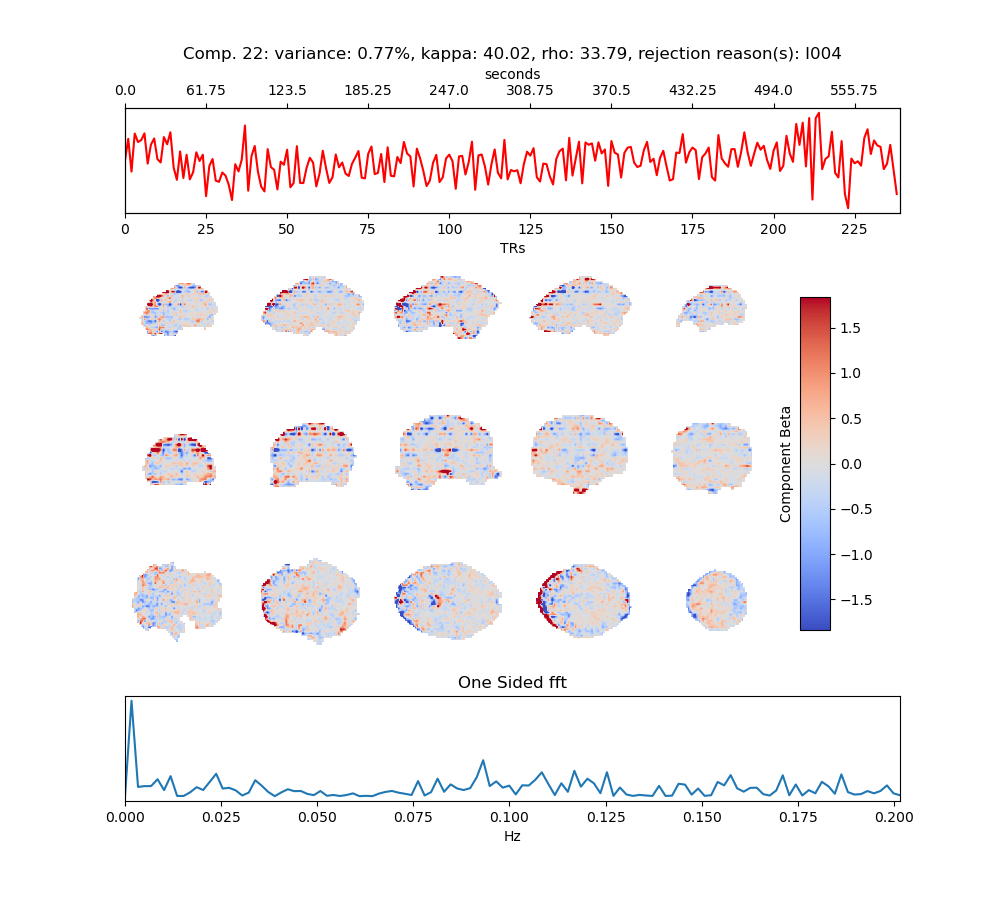 Comp. 22: variance: 0.77%, kappa: 40.02, rho: 33.79, rejection reason(s): I004
seconds
0.0 61.75 123.5 185.25 247.0 308.75 370.5 432.25 494.0 555.75
0 25 50 75 100 125 150 175 200 225
TRs
Component Beta
1.5
1.0
0.5
0.0
−0.5
−1.0
−1.5
One Sided fft
0.000 0.025 0.050 0.075 0.100 0.125 0.150 0.175 0.200
Hz